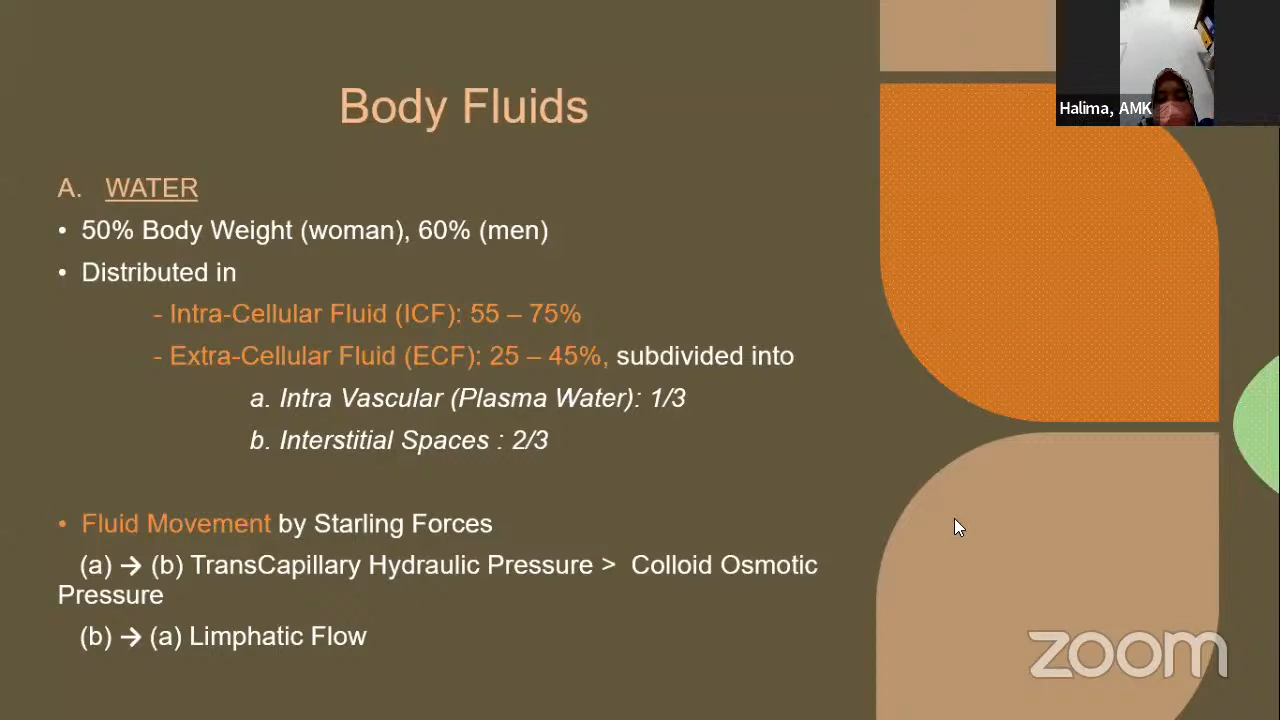 Body Fluids
Halima, AMK
A. WATER
• 50% Body Weight (woman), 60% (men)
• Distributed in
- Intra-Cellular Fluid (ICF): 55 – 75%
- Extra-Cellular Fluid (ECF): 25 – 45%, subdivided into
a. Intra Vascular (Plasma Water): 1/3
b. Interstitial Spaces : 2/3
• Fluid Movement by Starling Forces
(a) → (b) TransCapillary Hydraulic Pressure > Colloid Osmotic
Pressure
(b) → (a) Limphatic Flow
zoom